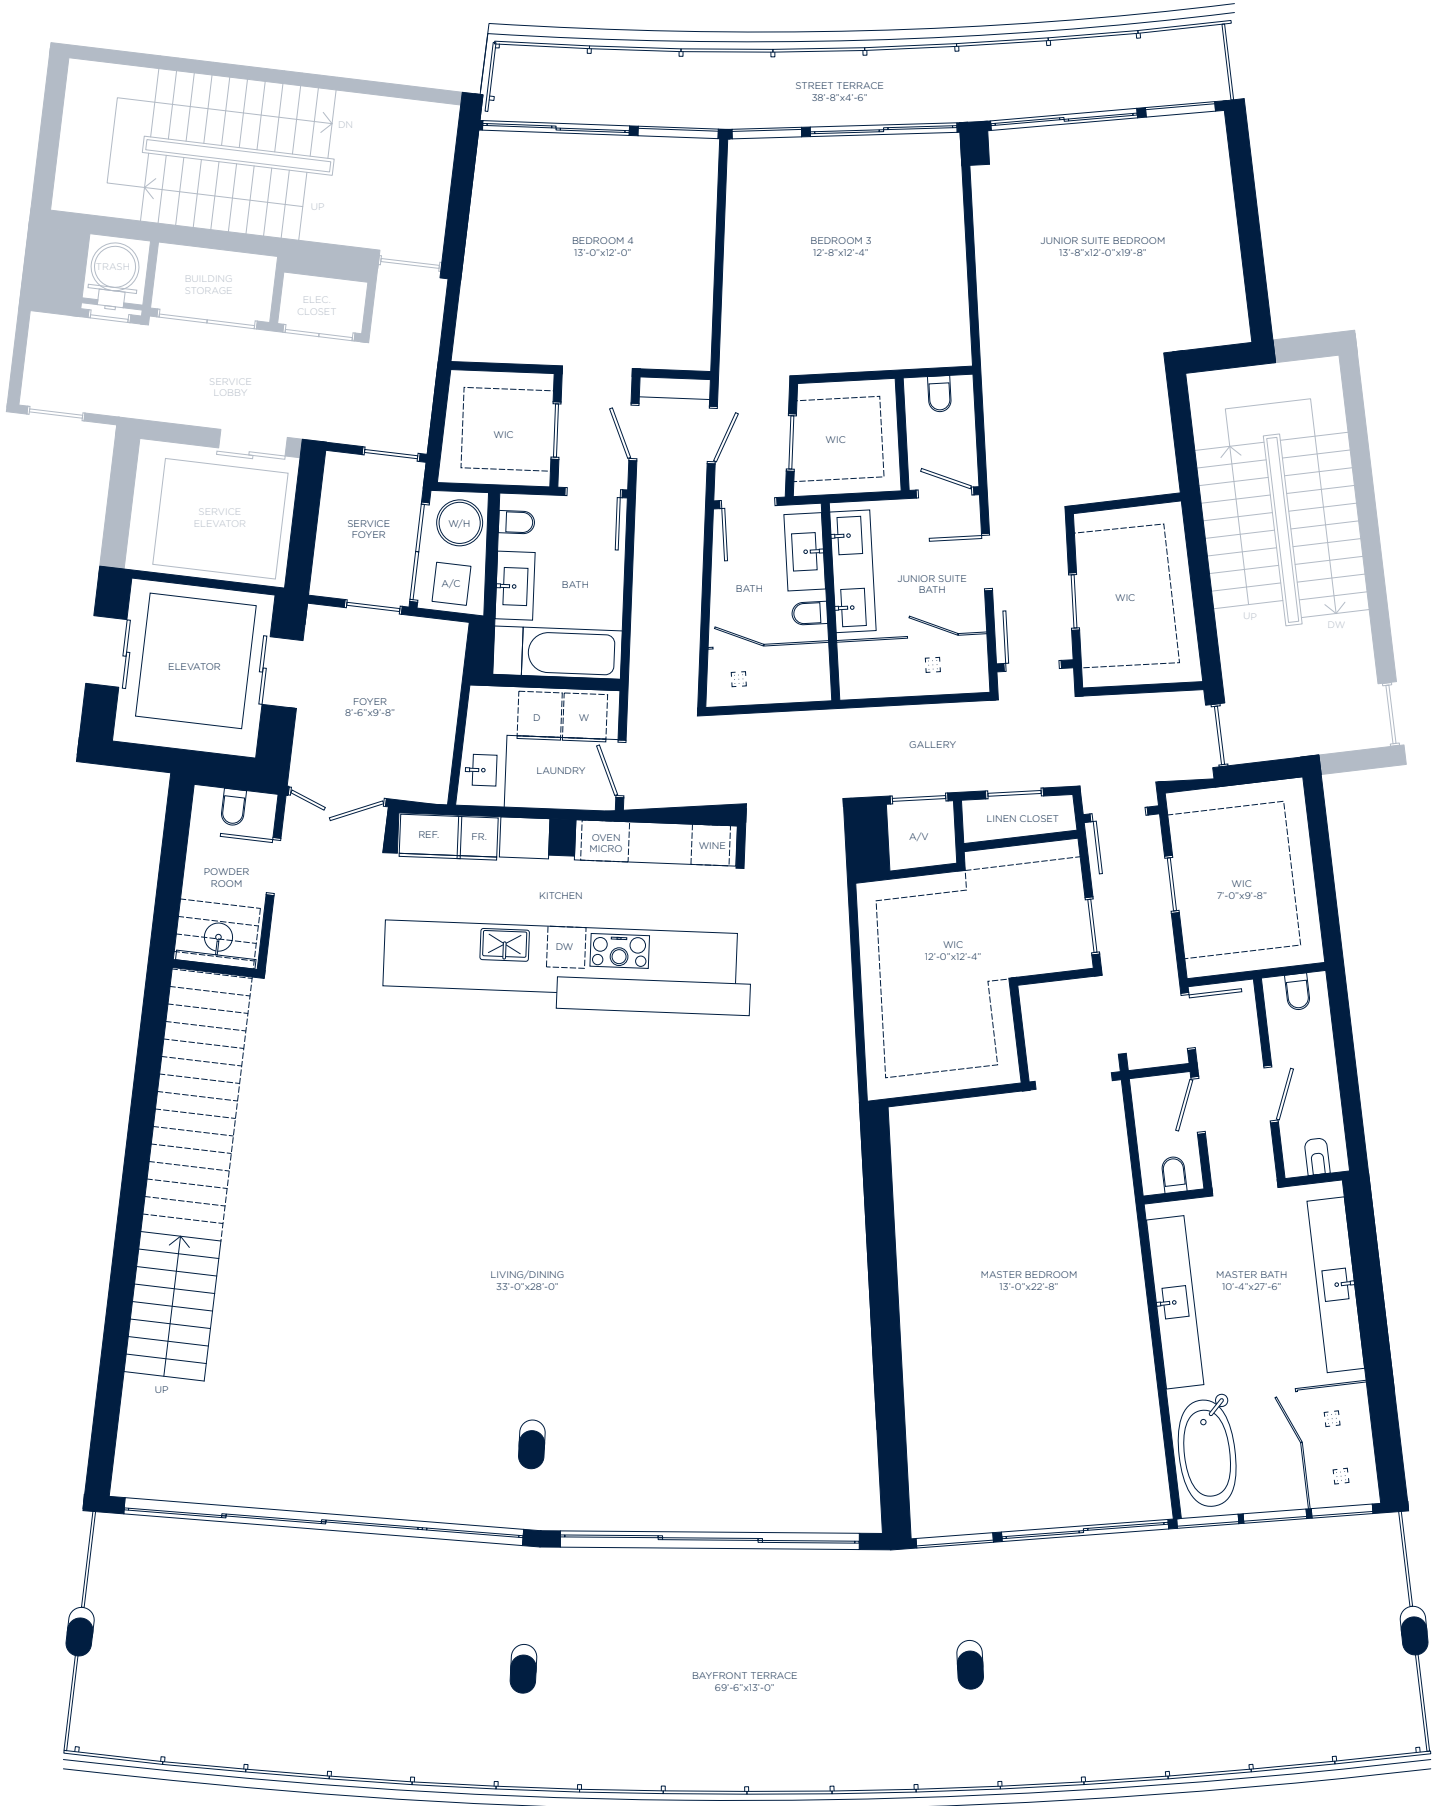 STREET TERRACE
38'-8"x4'-6"
DN
UP
TRASH
BUILDING
STORAGE
ELEC.
CLOSET
SERVICE
LOBBY
BEDROOM 4
13'-0"x12'-0"
BEDROOM 3
12'-8"x12'-4"
JUNIOR SUITE BEDROOM
13'-8"x12'-0"x19'-8"
WIC
WIC
SERVICE
ELEVATOR
SERVICE
FOYER
W/H
A/C
BATH
BATH
JUNIOR SUITE
BATH
WIC
UP
DW
ELEVATOR
FOYER
8'-6"x9'-8"
D
W
LAUNDRY
GALLERY
REF.
FR.
OVEN
MICRO
WINE
A/V
LINEN CLOSET
POWDER
ROOM
KITCHEN
WIC
7'-0"x9'-8"
DW
WIC
12'-0"x12'-4"
LIVING/DINING
33'-0"x28'-0"
MASTER BEDROOM
13'-0"x22'-8"
MASTER BATH
10'-4"x27'-6"
UP
BAYFRONT TERRACE
69'-6"x13'-0"